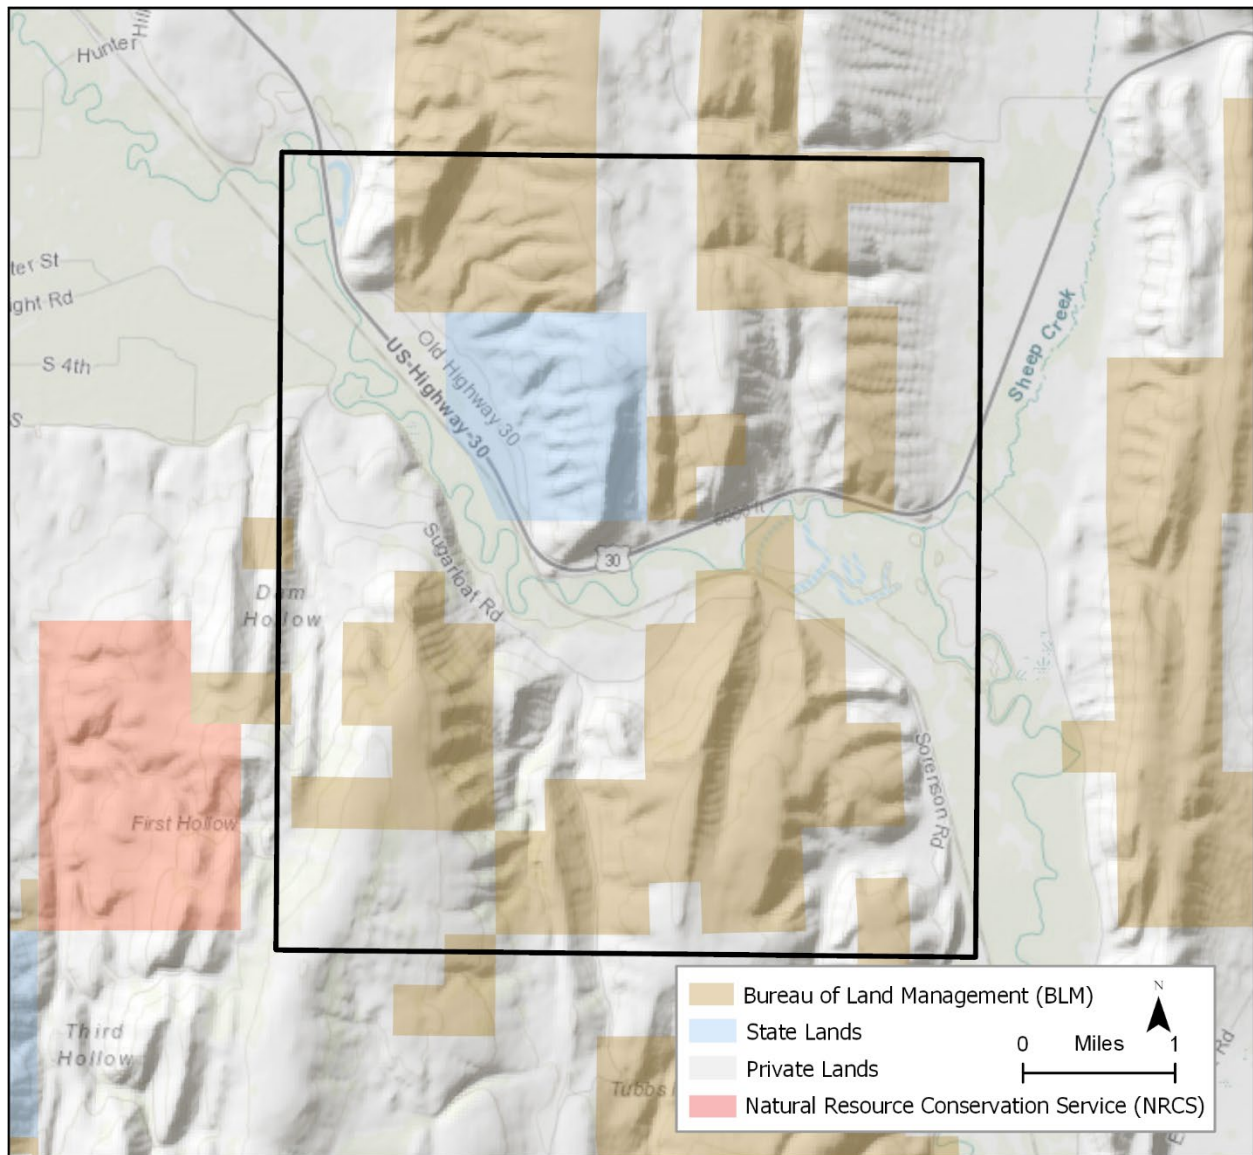 Hunter
Hill
ter St
ight Rd
S 4th
S
US-Highway-30
Old Highway 30
Sheep Creek
30
Sugarloaf Rd
Dam
Hollow
First Hollow
Sorenson Rd
Third
Hollow
Tubbs
Rd
E
Bureau of Land Management (BLM)
State Lands
Private Lands
Natural Resource Conservation Service (NRCS)
N
0 Miles 1